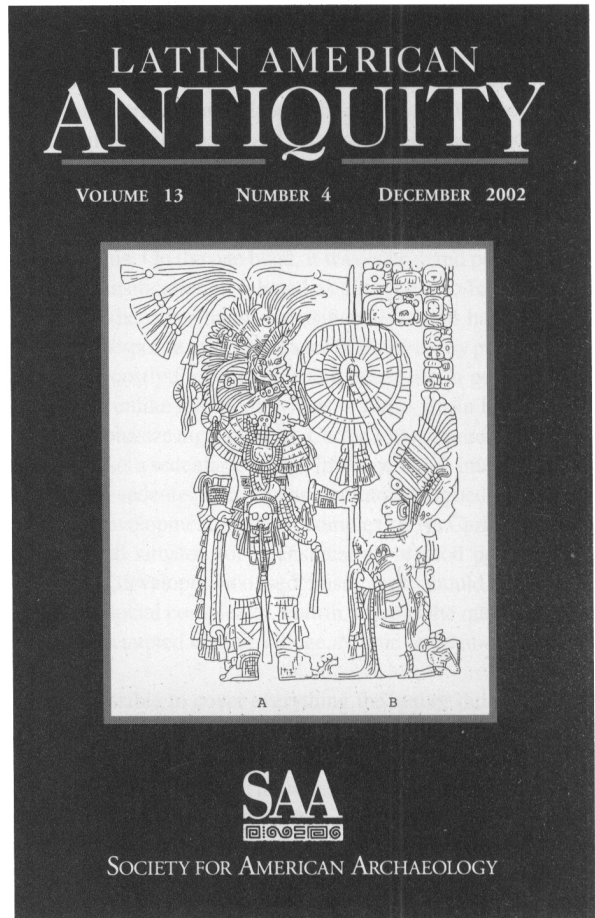 LATIN AMERICAN
ANTIQUITY
VOLUME 13 NUMBER 4 DECEMBER 2002
A B
SAA
SOCIETY FOR AMERICAN ARCHAEOLOGY